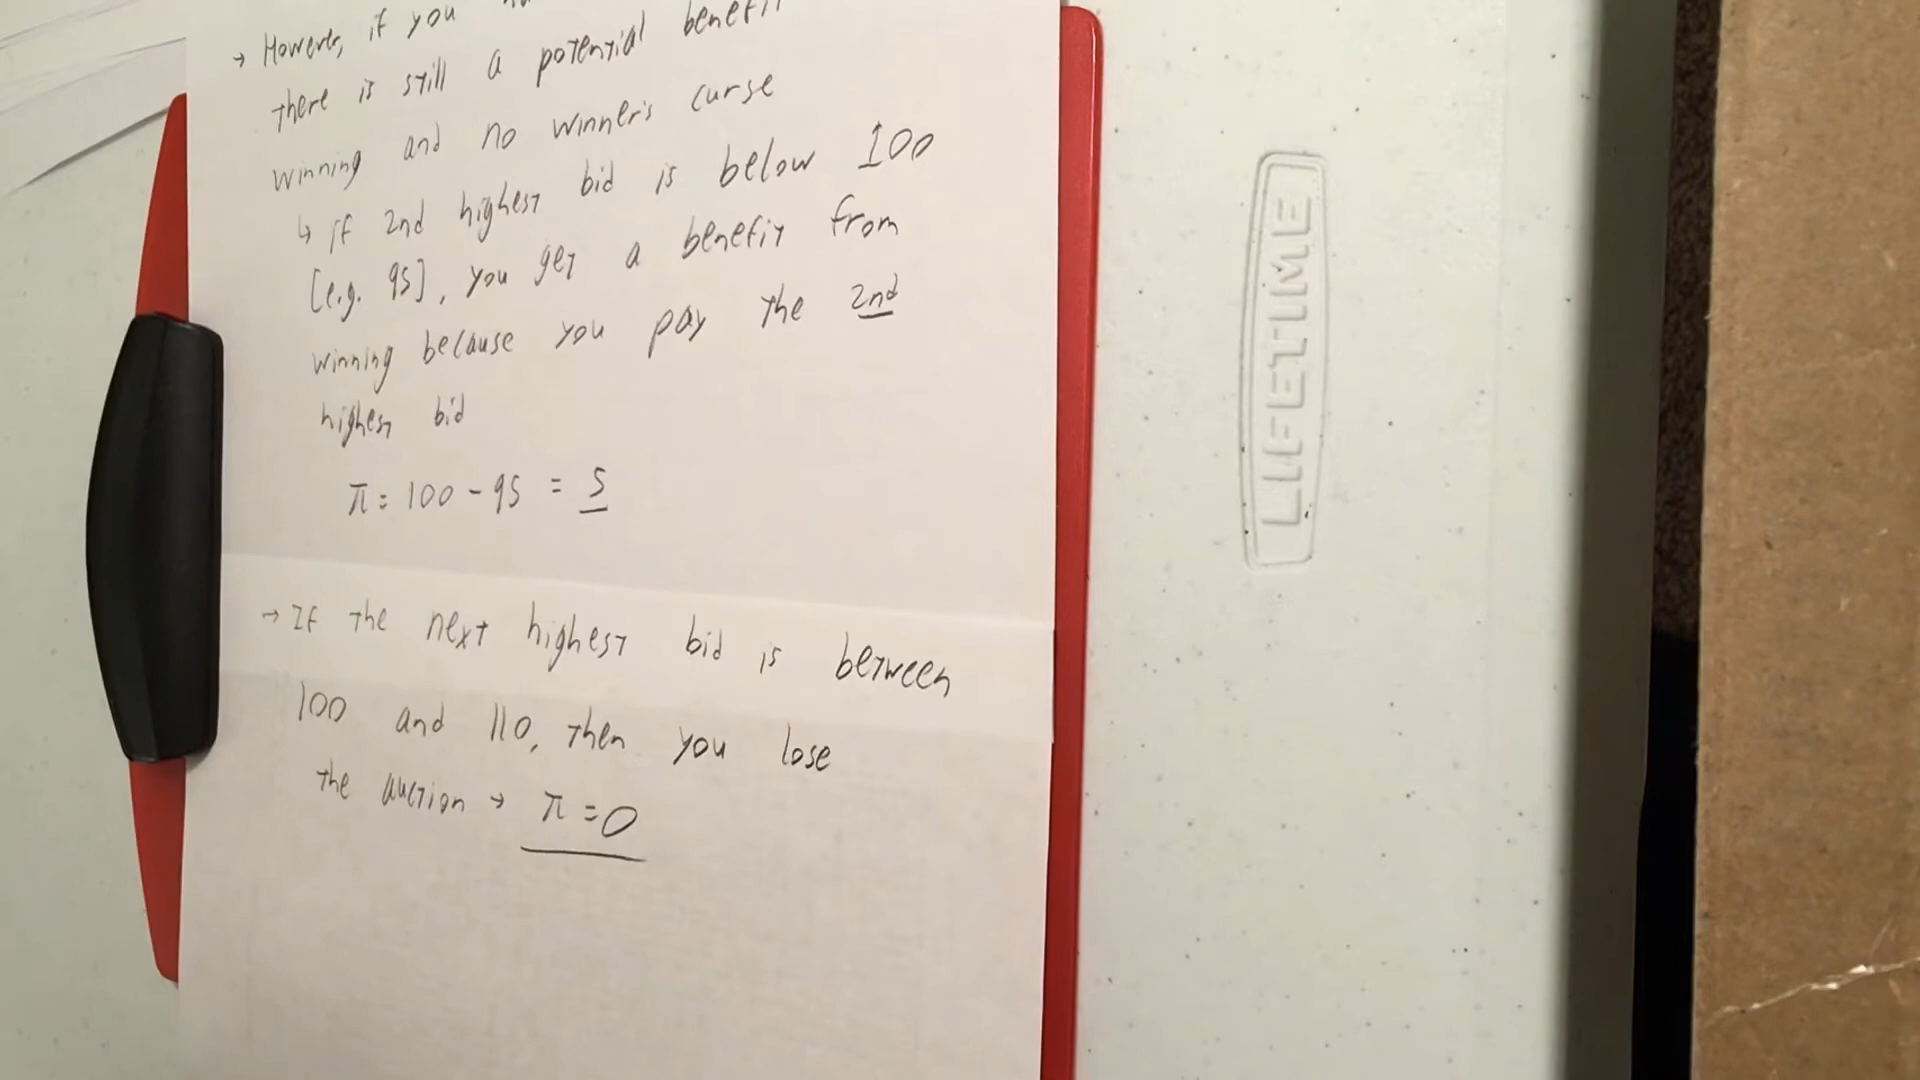 → However, if you
there is still a potential benefit
winning and no winner's curse
↳ if 2nd highest bid is below 100
[e.g. 95], you get a benefit from
winning because you pay the 2nd
highest bid
π = 100 - 95 = 5
→ If the next highest bid is between
100 and 110, then you lose
the auction → π = 0
LIFETIME